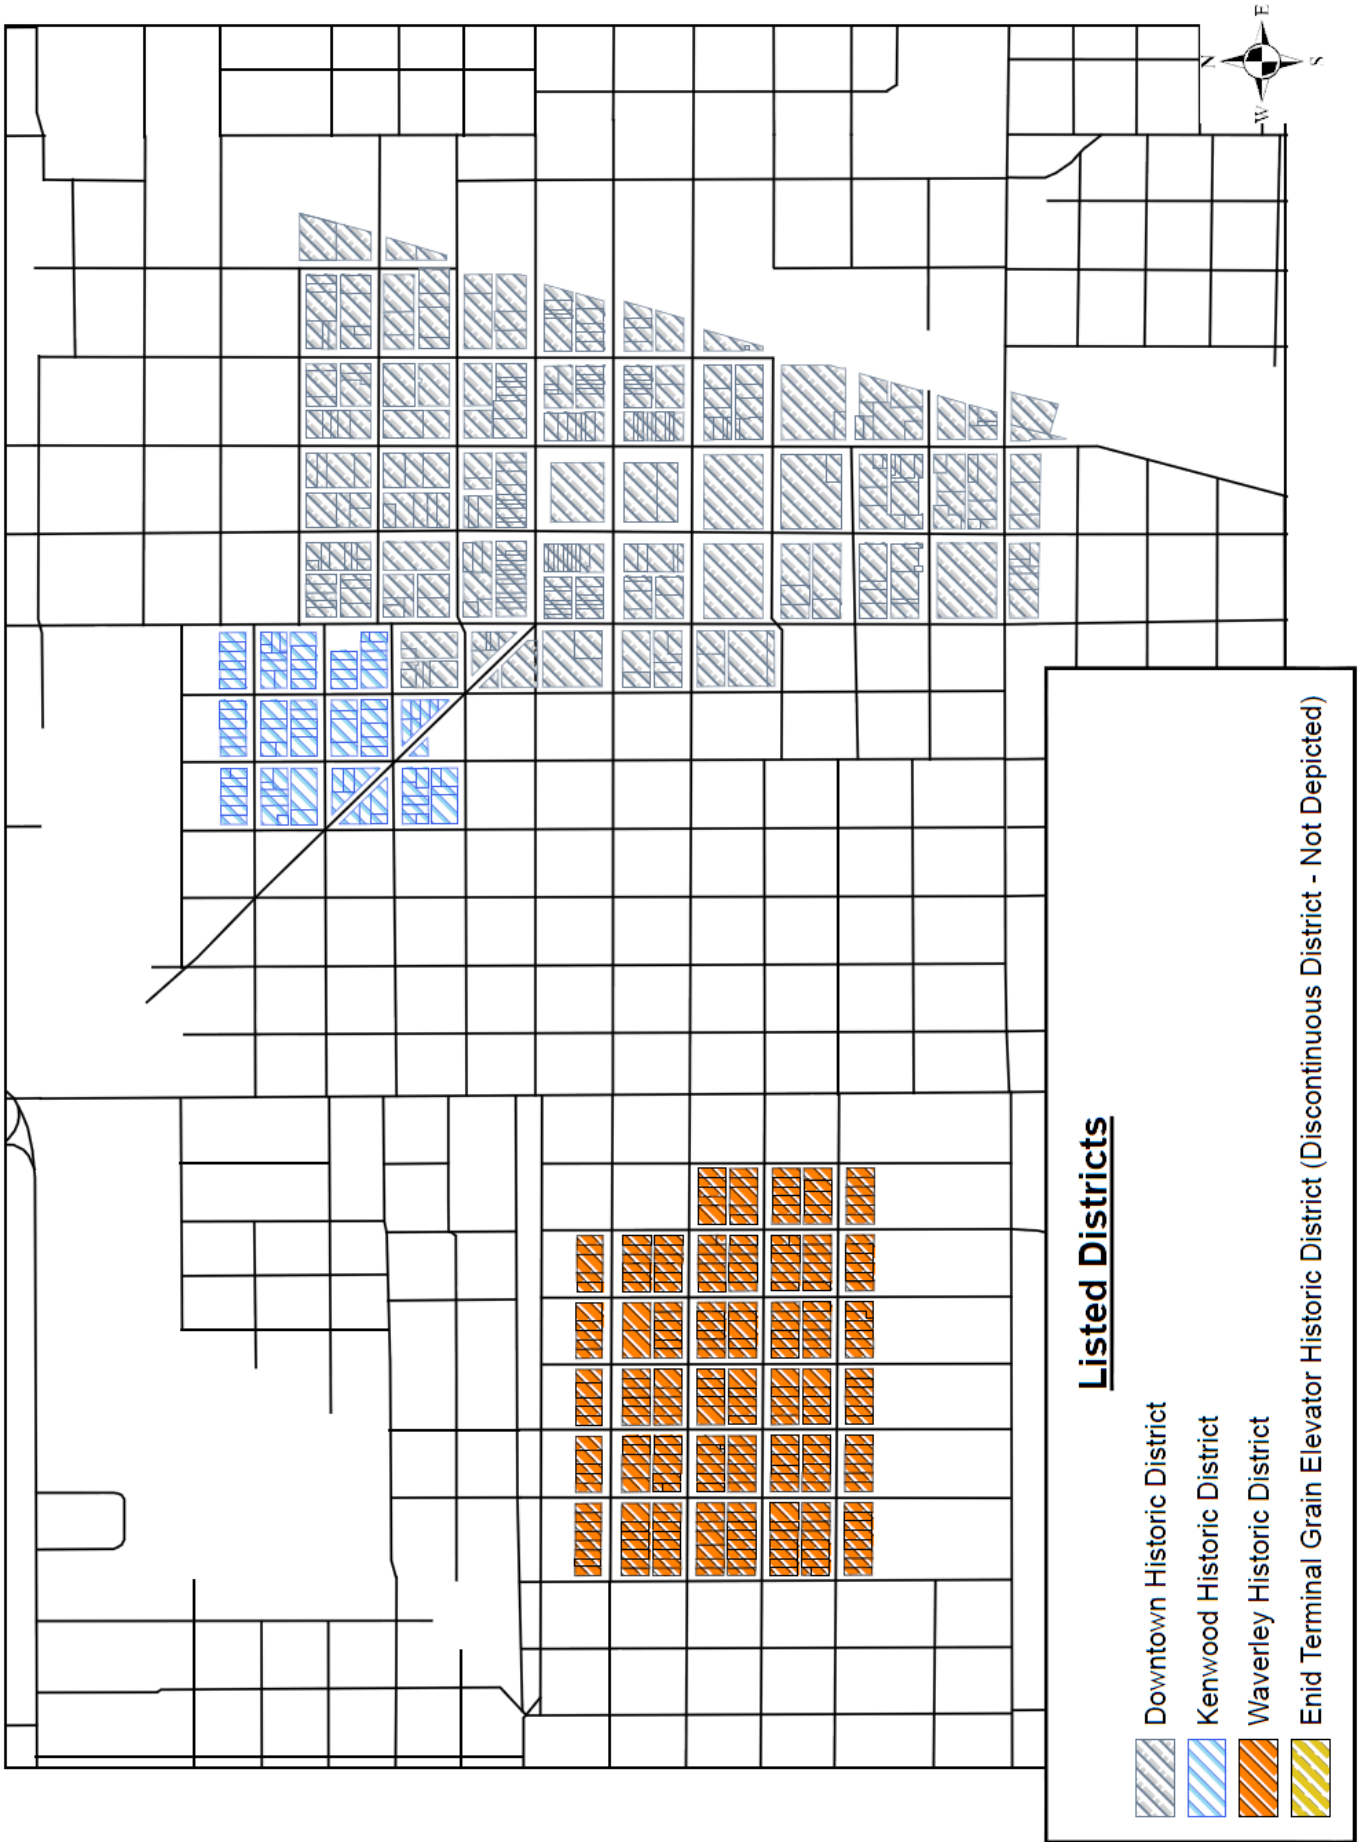 N
E
S
W
Listed Districts
Downtown Historic District
Kenwood Historic District
Waverley Historic District
Enid Terminal Grain Elevator Historic District (Discontinuous District - Not Depicted)